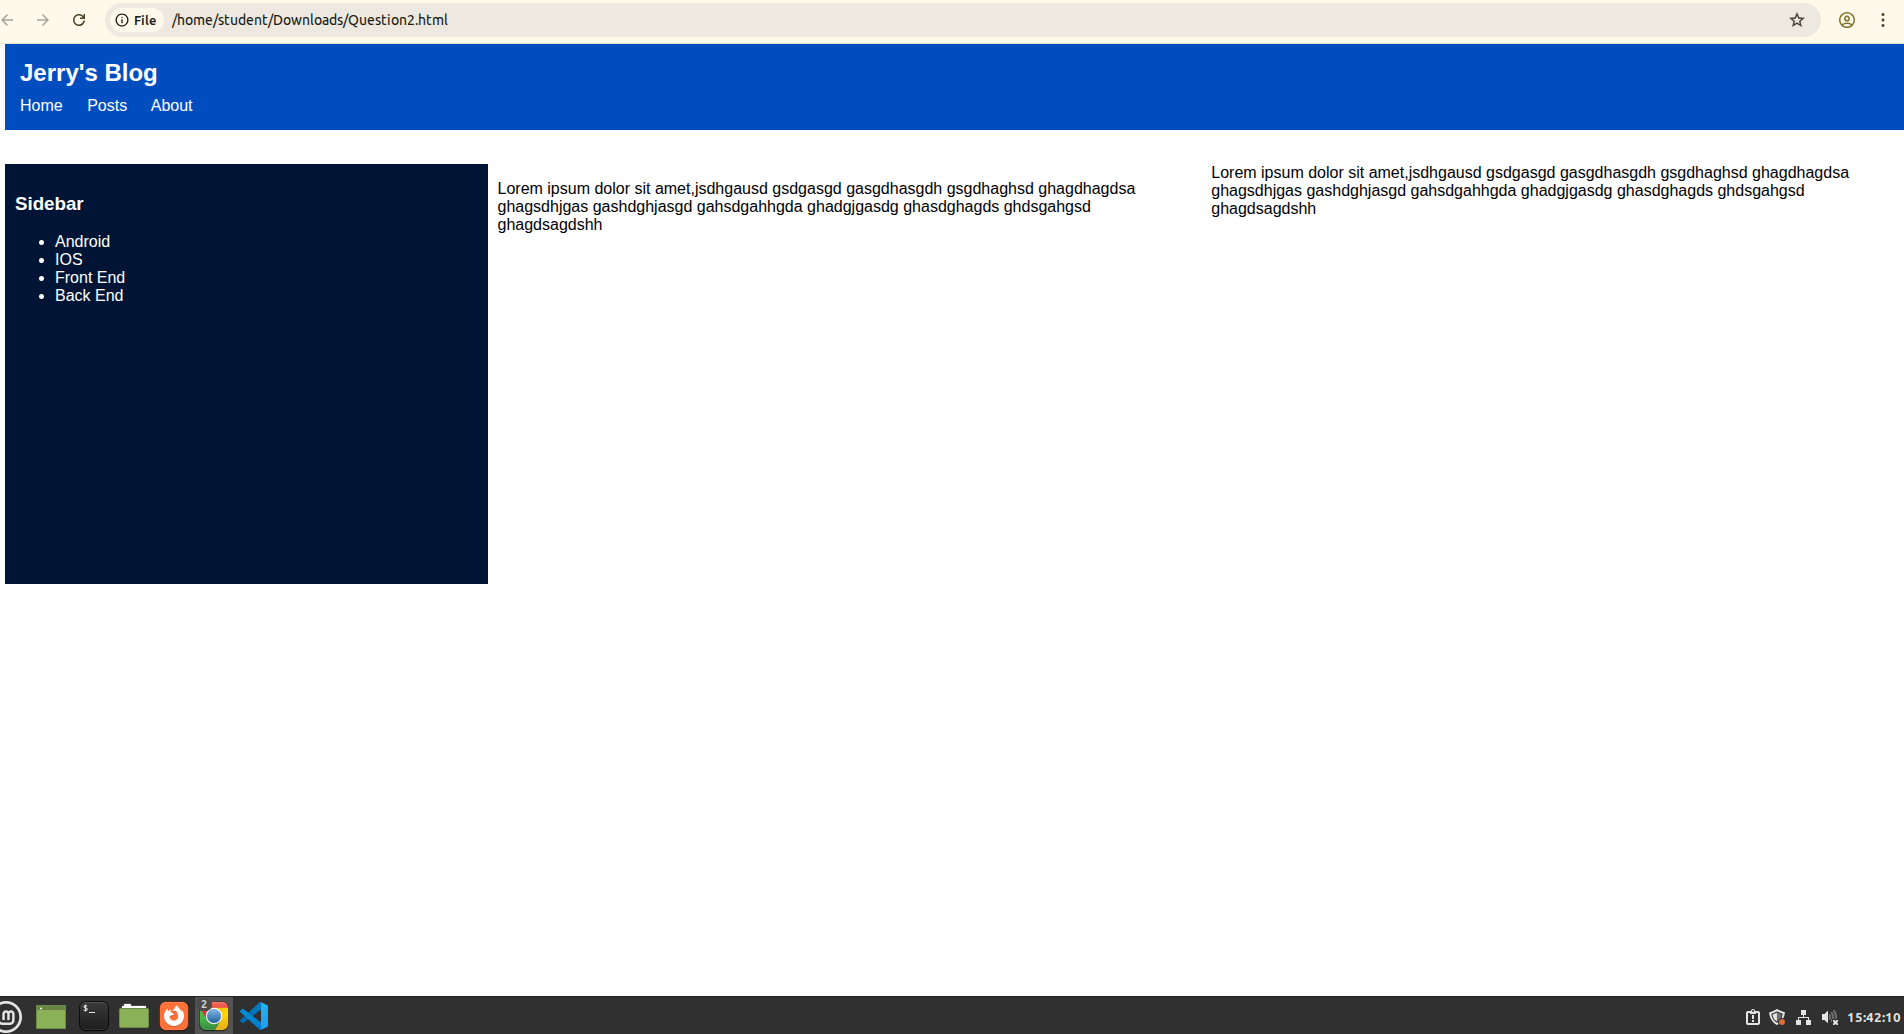 File /home/student/Downloads/Question2.html
Jerry's Blog
Home Posts About
Sidebar
Android
IOS
Front End
Back End
Lorem ipsum dolor sit amet,jsdhgausd gsdgasgd gasgdhasgdh gsgdhaghsd ghagdhagdsa
ghagsdhjgas gashdghjasgd gahsdgahhgda ghadgjgasdg ghasdghagds ghdsgahgsd
ghagdsagdshh
Lorem ipsum dolor sit amet,jsdhgausd gsdgasgd gasgdhasgdh gsgdhaghsd ghagdhagdsa
ghagsdhjgas gashdghjasgd gahsdgahhgda ghadgjgasdg ghasdghagds ghdsgahgsd
ghagdsagdshh
$_
2
15:42:10